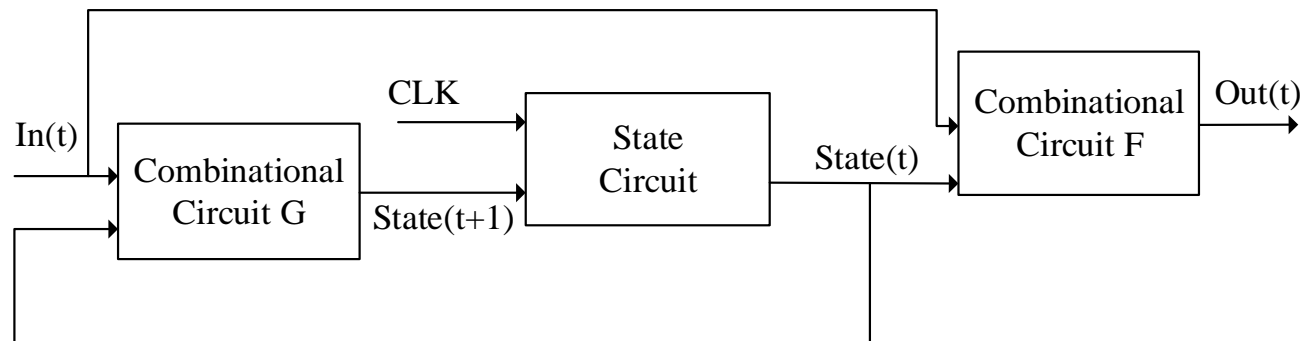 In(t)
Combinational
Circuit G
State(t+1)
CLK
State
Circuit
State(t)
Combinational
Circuit F
Out(t)